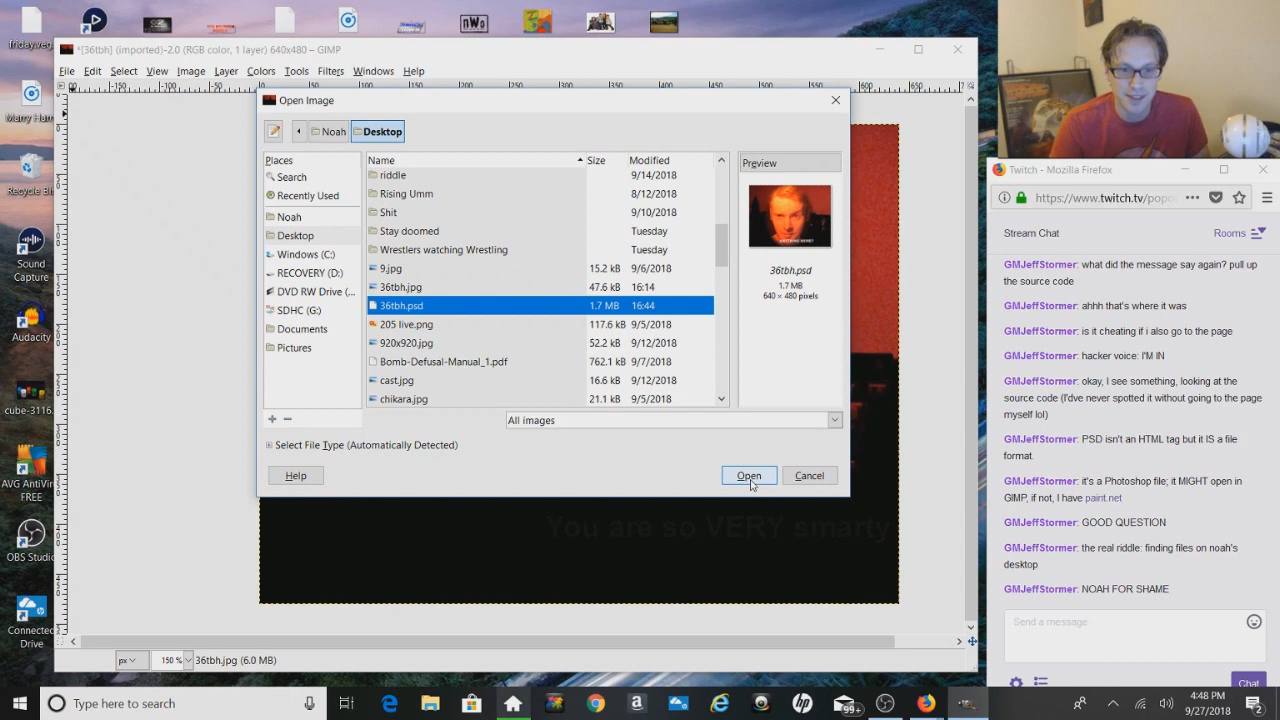 friday.veg
*[36tbh] (imported)-2.0 (RGB color, 1 layer) 640x480 – GIMP
File Edit Select View Image Layer Colors Tools Filters Windows Help
Open Image
Noah Desktop
Places
Search
Recently Used
Noah
Desktop
Windows (C:)
RECOVERY (D:)
DVD RW Drive (...
SDHC (G:)
Documents
Pictures
Name Size Modified
riddle 9/14/2018
Rising Umm 8/12/2018
Shit 9/10/2018
Stay doomed Tuesday
Wrestlers watching Wrestling Tuesday
9.jpg 15.2 kB 9/6/2018
36tbh.jpg 47.6 kB 16:14
36tbh.psd 1.7 MB 16:44
205 live.png 117.6 kB 9/5/2018
920x920.jpg 52.2 kB 9/12/2018
Bomb-Defusal-Manual_1.pdf 762.1 kB 9/7/2018
cast.jpg 16.6 kB 9/12/2018
chikara.jpg 21.1 kB 9/5/2018
Preview
36tbh.psd
1.7 MB
640 × 480 pixels
All images
Select File Type (Automatically Detected)
Help Open Cancel
You are so VERY smarty
px 150 % 36tbh.jpg (6.0 MB)
Marry Ham
Recycle Bin
Sound
Capture
Audacity
cube-3116...
AVG AntiVir
FREE
OBS Studio
Connected
Drive
nWo
Twitch - Mozilla Firefox
https://www.twitch.tv/popo
Stream Chat Rooms
GMJeffStormer: what did the message say again? pull up
the source code
GMJeffStormer: ahhh that's where it was
GMJeffStormer: is it cheating if i also go to the page
GMJeffStormer: hacker voice: I'M IN
GMJeffStormer: okay, I see something, looking at the
source code (I'dve never spotted it without going to the page
myself lol)
GMJeffStormer: PSD isn't an HTML tag but it IS a file
format.
GMJeffStormer: it's a Photoshop file; it MIGHT open in
GIMP, if not, I have paint.net
GMJeffStormer: GOOD QUESTION
GMJeffStormer: the real riddle: finding files on noah's
desktop
GMJeffStormer: NOAH FOR SHAME
Send a message
Chat
Type here to search
99+
4:48 PM
9/27/2018
2